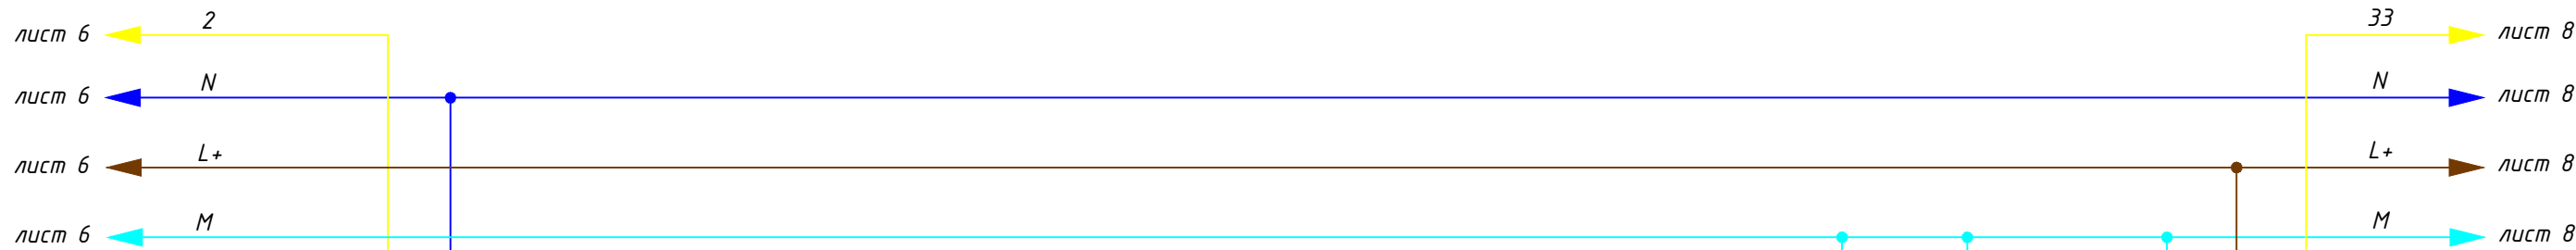 лист 6 2 33 лист 8
лист 6 N N лист 8
лист 6 L+ L+ лист 8
лист 6 M M лист 8